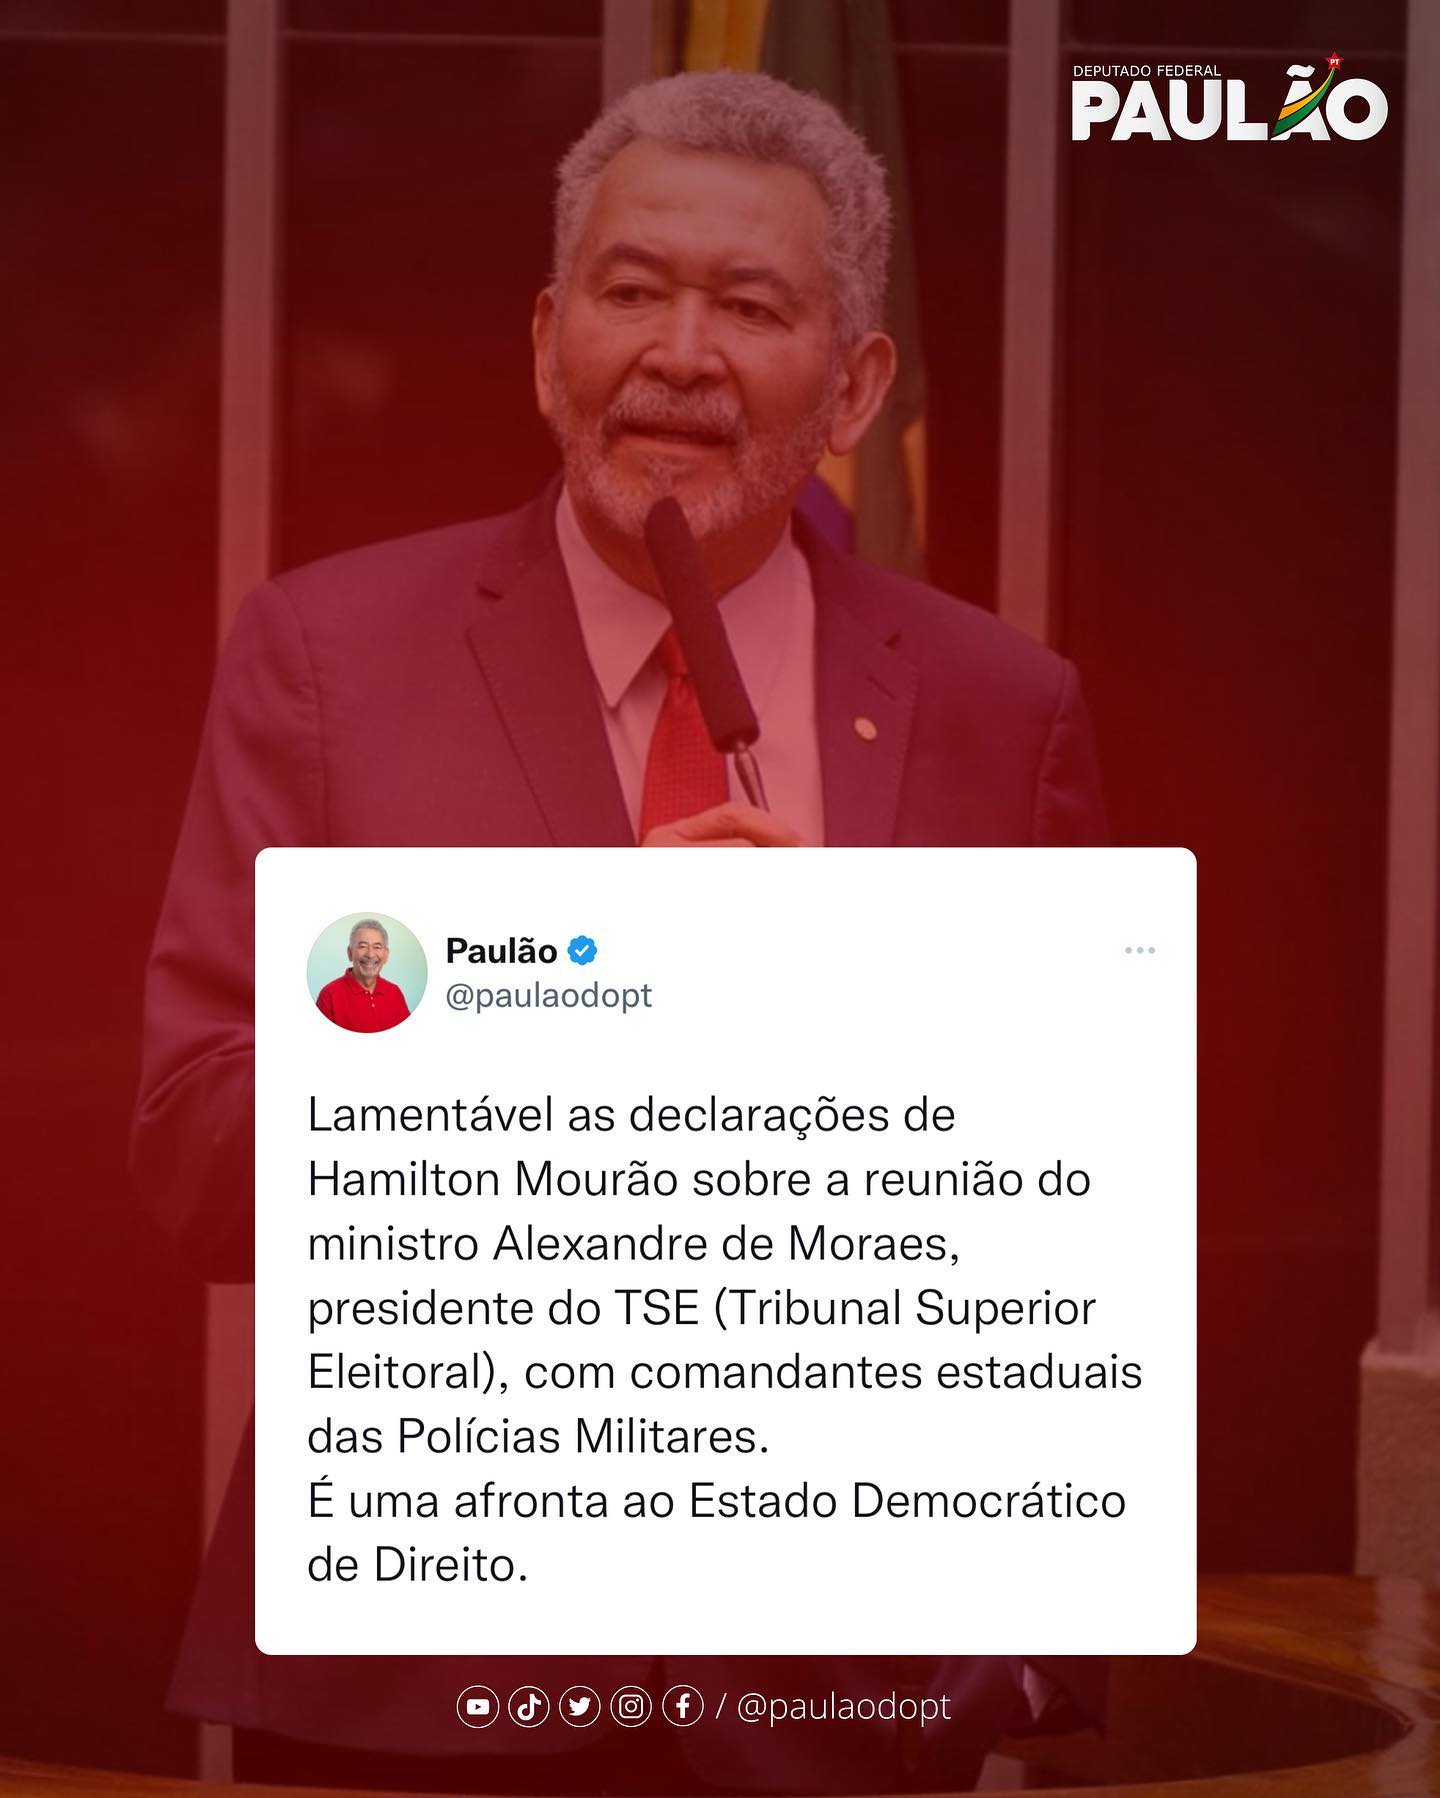 DEPUTADO FEDERAL
PAULÃO
PT
Paulão
@paulaodopt
Lamentável as declarações de
Hamilton Mourão sobre a reunião do
ministro Alexandre de Moraes,
presidente do TSE (Tribunal Superior
Eleitoral), com comandantes estaduais
das Polícias Militares.
É uma afronta ao Estado Democrático
de Direito.
/ @paulaodopt